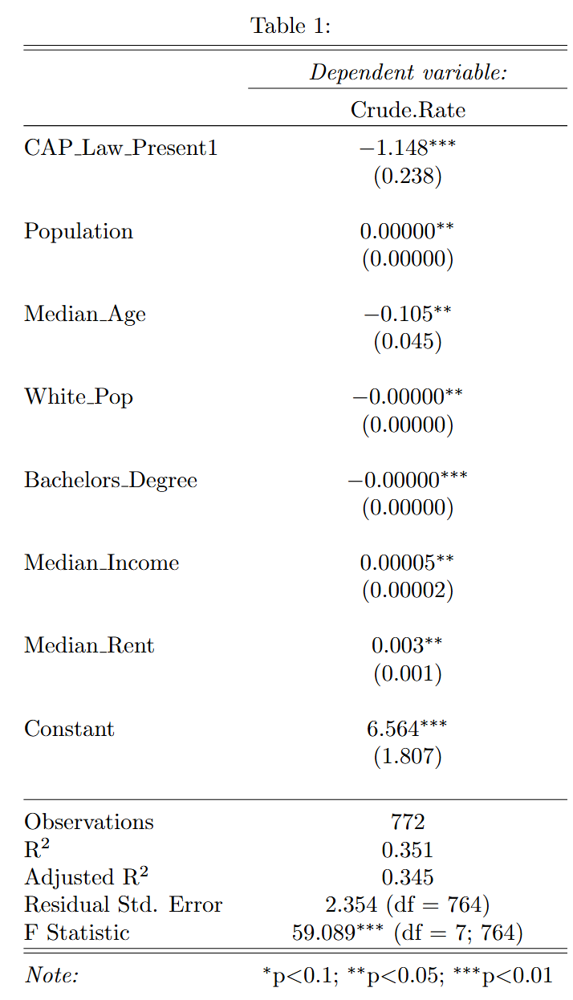 Table 1:
Dependent variable:
Crude.Rate
CAP_Law_Present1 −1.148***
(0.238)
Population 0.00000**
(0.00000)
Median_Age −0.105**
(0.045)
White_Pop −0.00000**
(0.00000)
Bachelors_Degree −0.00000***
(0.00000)
Median_Income 0.00005**
(0.00002)
Median_Rent 0.003**
(0.001)
Constant 6.564***
(1.807)
Observations 772
R² 0.351
Adjusted R² 0.345
Residual Std. Error 2.354 (df = 764)
F Statistic 59.089*** (df = 7; 764)
Note: *p<0.1; **p<0.05; ***p<0.01